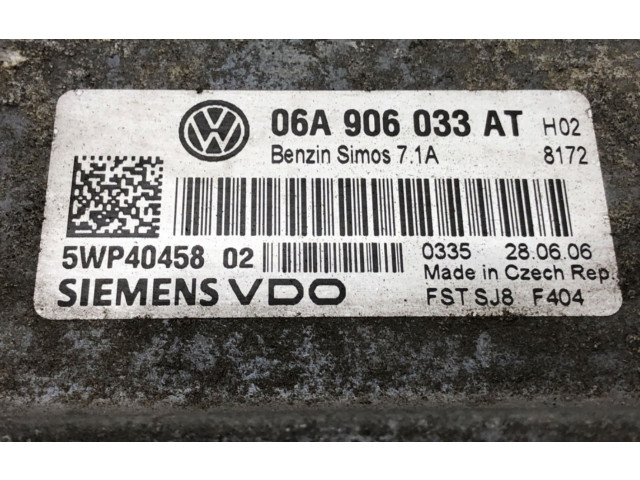 06A 906 033 AT H02
Benzin Simos 7.1A 8172
5WP40458 02 0335 28.06.06
Made in Czech Rep.
SIEMENS VDO FST SJ8 F404